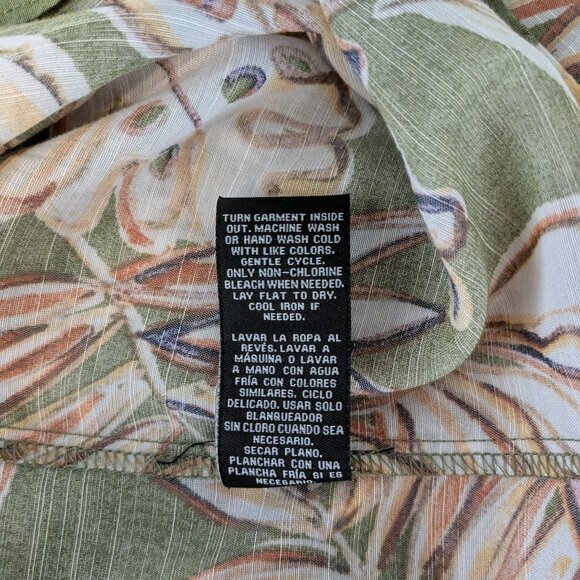 TURN GARMENT INSIDE
OUT. MACHINE WASH
OR HAND WASH COLD
WITH LIKE COLORS.
GENTLE CYCLE.
ONLY NON-CHLORINE
BLEACH WHEN NEEDED.
LAY FLAT TO DRY.
COOL IRON IF
NEEDED.
LAVAR LA ROPA AL
REVÉS. LAVAR A
MÁQUINA O LAVAR
A MANO CON AGUA
FRÍA CON COLORES
SIMILARES. CICLO
DELICADO. USAR SOLO
BLANQUEADOR
SIN CLORO CUANDO SEA
NECESARIO.
SECAR PLANO.
PLANCHAR CON UNA
PLANCHA FRÍA SI ES
NECESARIO.